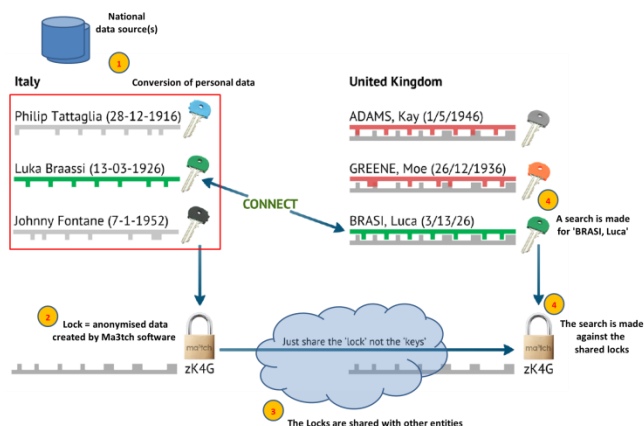 National
data source(s)
1
Italy
Conversion of personal data
United Kingdom
Philip Tattaglia (28-12-1916)
ADAMS, Kay (1/5/1946)
Luka Braassi (13-03-1926)
GREENE, Moe (26/12/1936)
4
CONNECT
Johnny Fontane (7-1-1952)
BRASI, Luca (3/13/26)
A search is made
for 'BRASI, Luca'
2
Lock = anonymised data
created by Ma3tch software
ma3tch
zK4G
Just share the 'lock' not the 'keys'
ma3tch
zK4G
4
The search is made
against the
shared locks
3
The Locks are shared with other entities